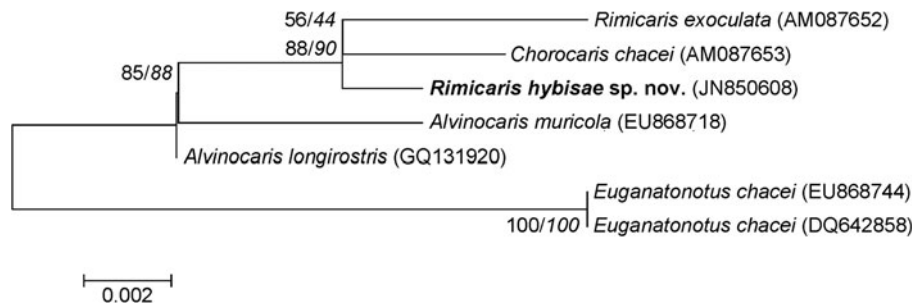 56/44
Rimicaris exoculata (AM087652)
88/90
Chorocaris chacei (AM087653)
85/88
Rimicaris hybisae sp. nov. (JN850608)
Alvinocaris muricola (EU868718)
Alvinocaris longirostris (GQ131920)
Euganatonotus chacei (EU868744)
100/100
Euganatonotus chacei (DQ642858)
0.002